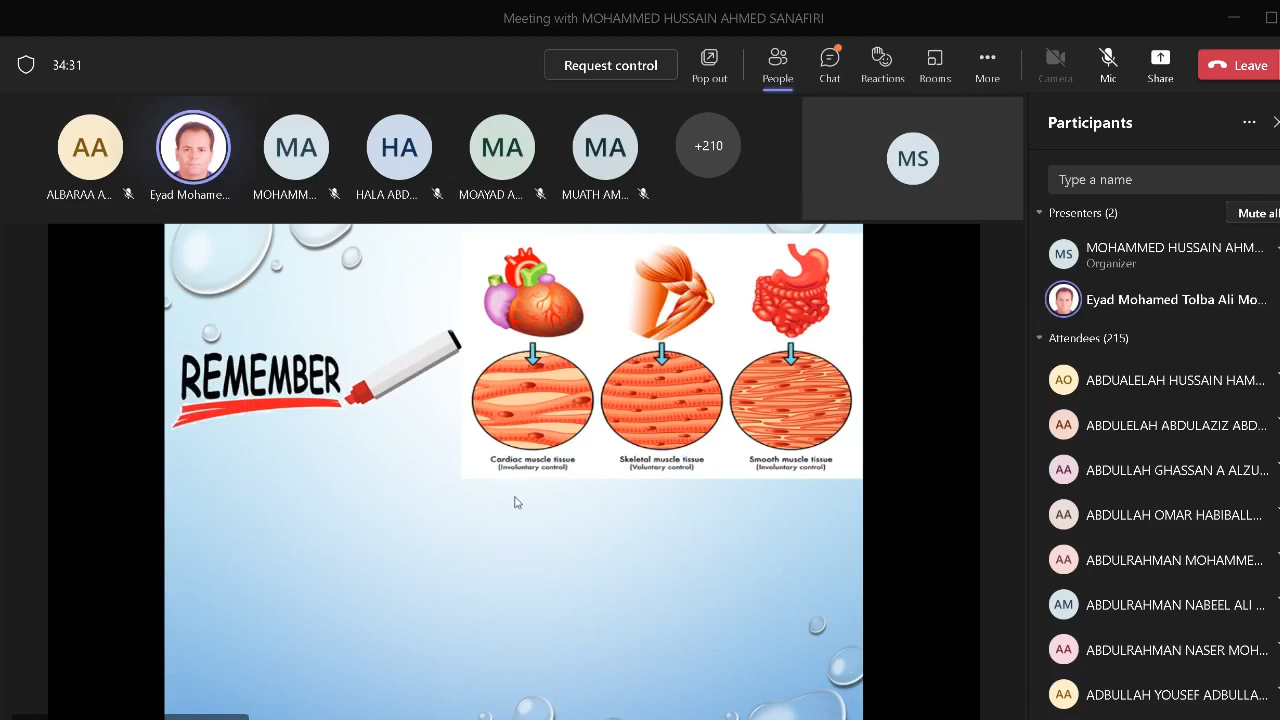 Meeting with MOHAMMED HUSSAIN AHMED SANAFIRI
34:31
Request control
Pop out
People
Chat
Reactions
Rooms
More
Camera
Mic
Share
Leave
AA
MA
HA
MA
MA
+210
MS
ALBARAA A...
Eyad Mohame...
MOHAMM...
HALA ABD...
MOAYAD A...
MUATH AM...
Participants
Type a name
Presenters (2)
Mute all
MS
MOHAMMED HUSSAIN AHM...
Organizer
Eyad Mohamed Tolba Ali Mo...
Attendees (215)
AO
ABDUALELAH HUSSAIN HAM...
AA
ABDULELAH ABDULAZIZ ABD...
AA
ABDULLAH GHASSAN A ALZU...
AA
ABDULLAH OMAR HABIBALL...
AA
ABDULRAHMAN MOHAMME...
AM
ABDULRAHMAN NABEEL ALI ...
AA
ABDULRAHMAN NASER MOH...
AA
ADBULLAH YOUSEF ADBULLA...
REMEMBER
Cardiac muscle tissue
(Involuntary control)
Skeletal muscle tissue
(Voluntary control)
Smooth muscle tissue
(Involuntary control)